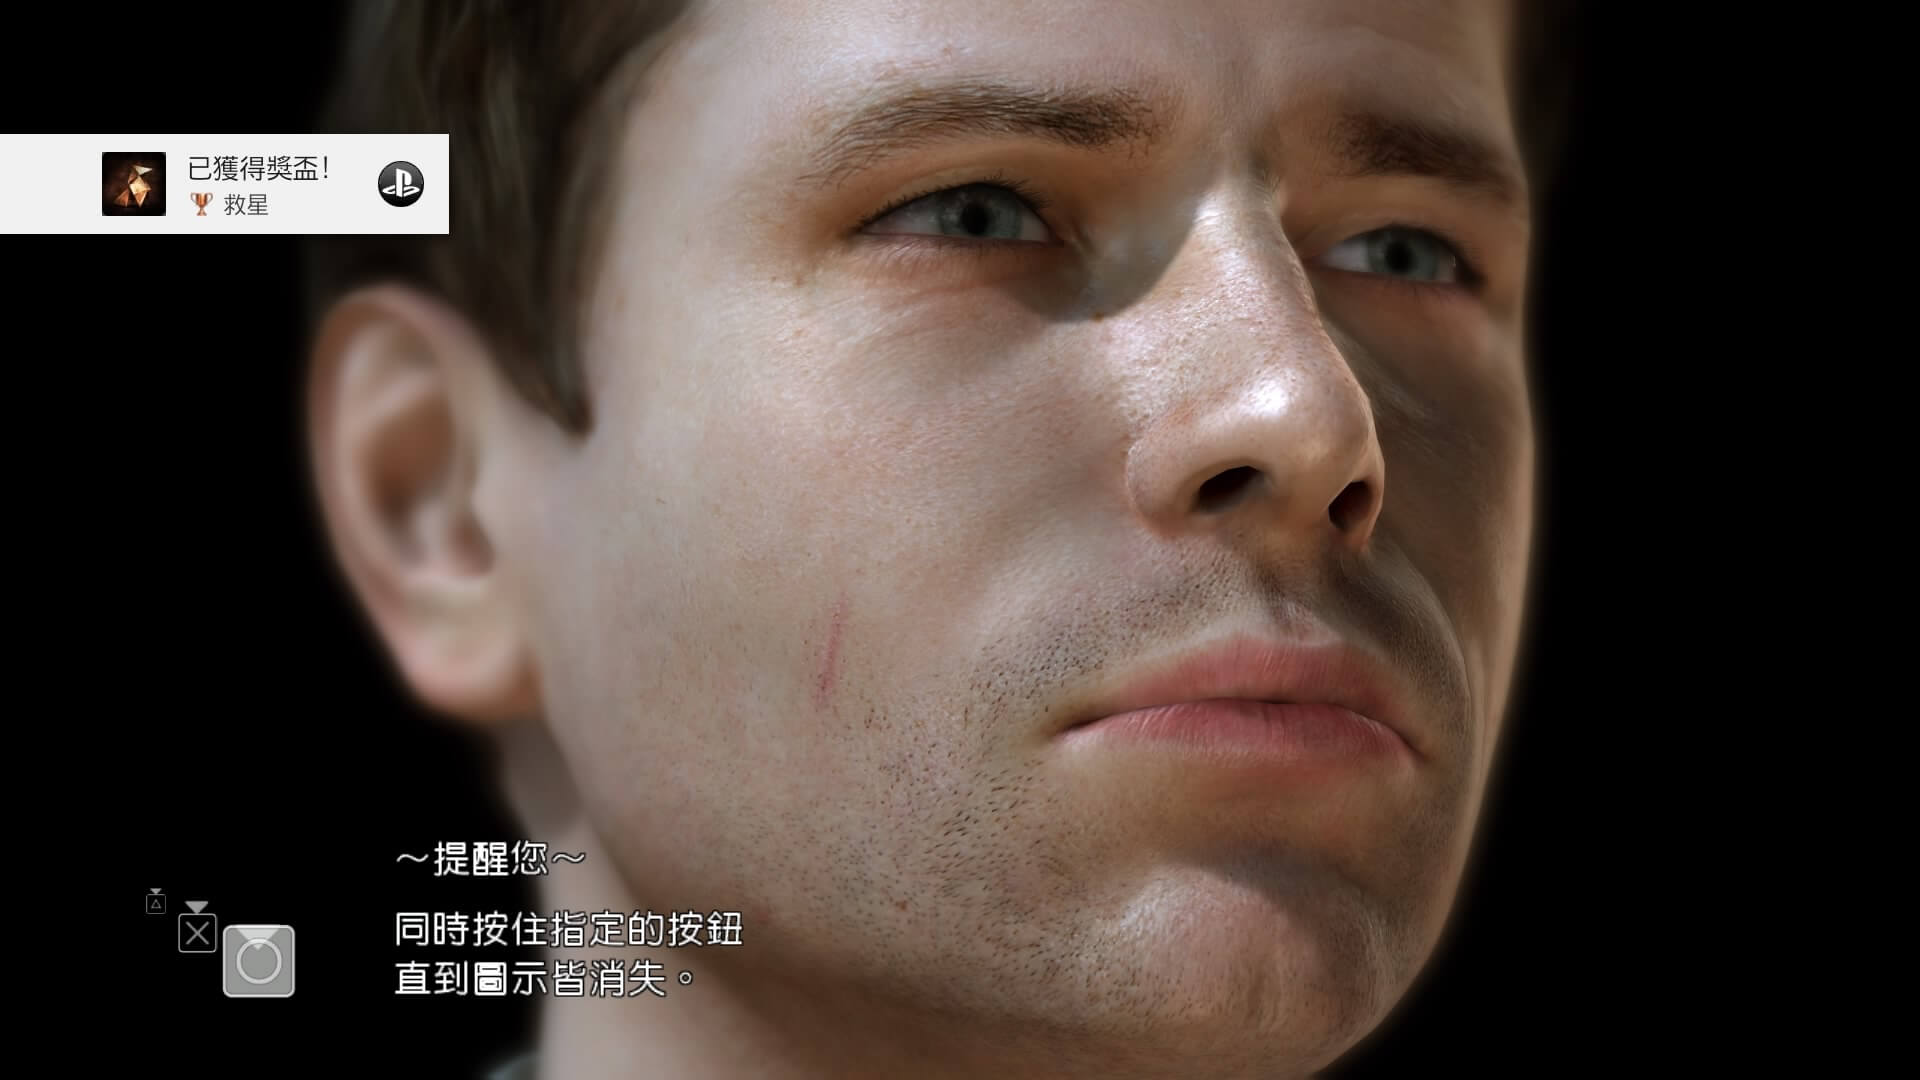 已獲得獎盃！
救星
～提醒您～
同時按住指定的按鈕
直到圖示皆消失。